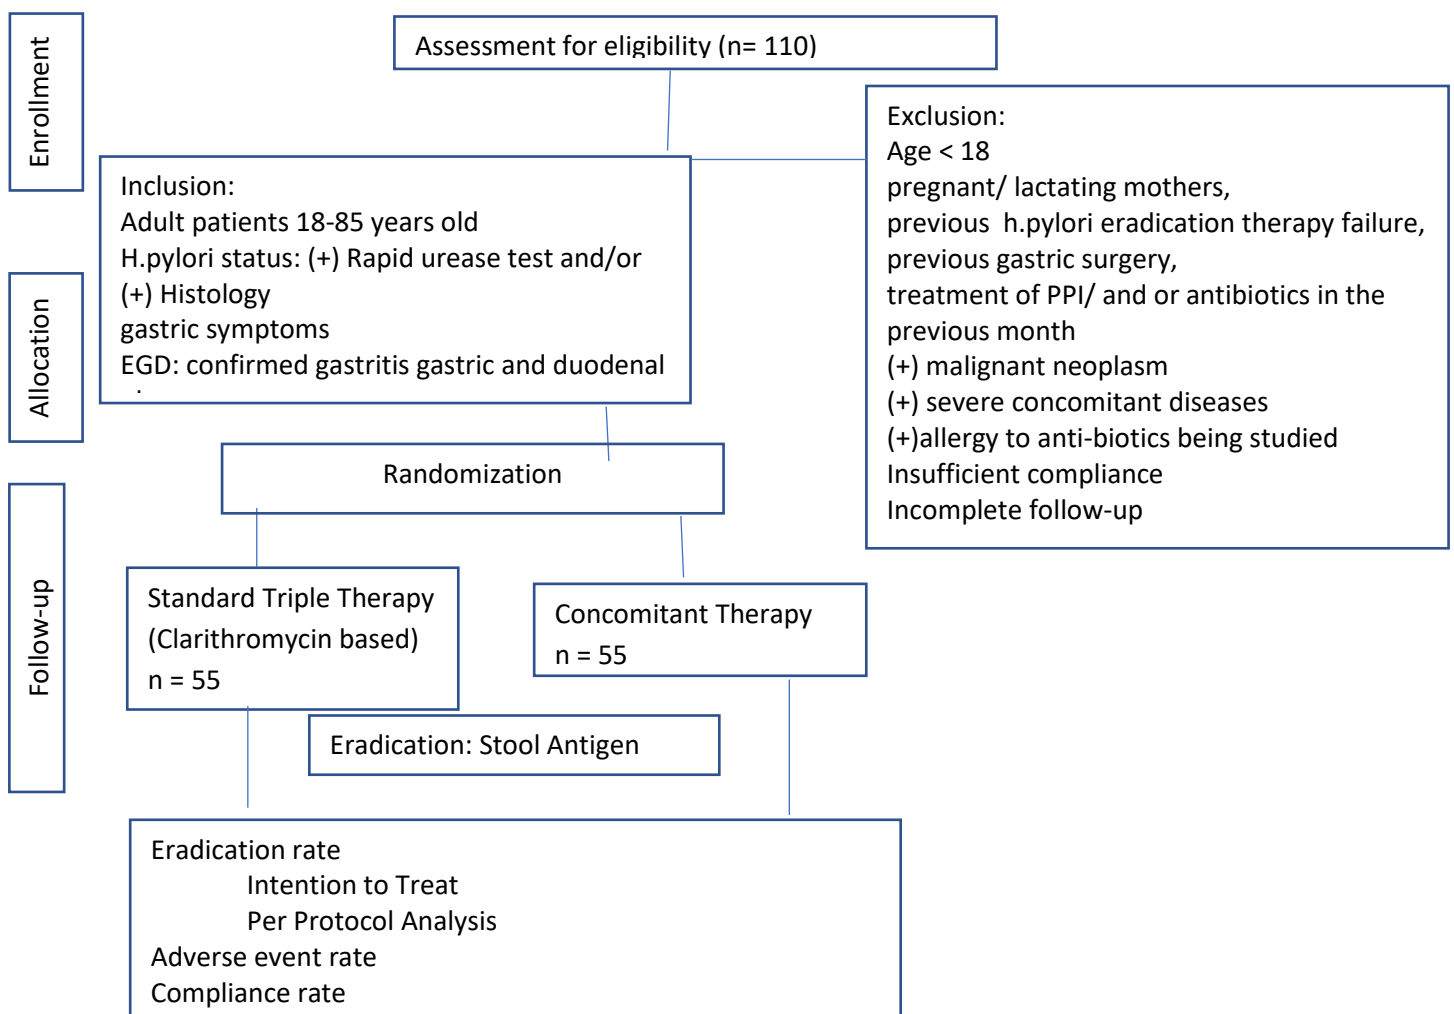 Enrollment
Assessment for eligibility (n= 110)
Exclusion:
Age < 18
pregnant/ lactating mothers,
previous h.pylori eradication therapy failure,
previous gastric surgery,
treatment of PPI/ and or antibiotics in the
previous month
(+) malignant neoplasm
(+) severe concomitant diseases
(+)allergy to anti-biotics being studied
Insufficient compliance
Incomplete follow-up
Inclusion:
Adult patients 18-85 years old
H.pylori status: (+) Rapid urease test and/or
(+) Histology
gastric symptoms
EGD: confirmed gastritis gastric and duodenal
Allocation
Randomization
Follow-up
Standard Triple Therapy
(Clarithromycin based)
n = 55
Concomitant Therapy
n = 55
Eradication: Stool Antigen
Eradication rate
Intention to Treat
Per Protocol Analysis
Adverse event rate
Compliance rate